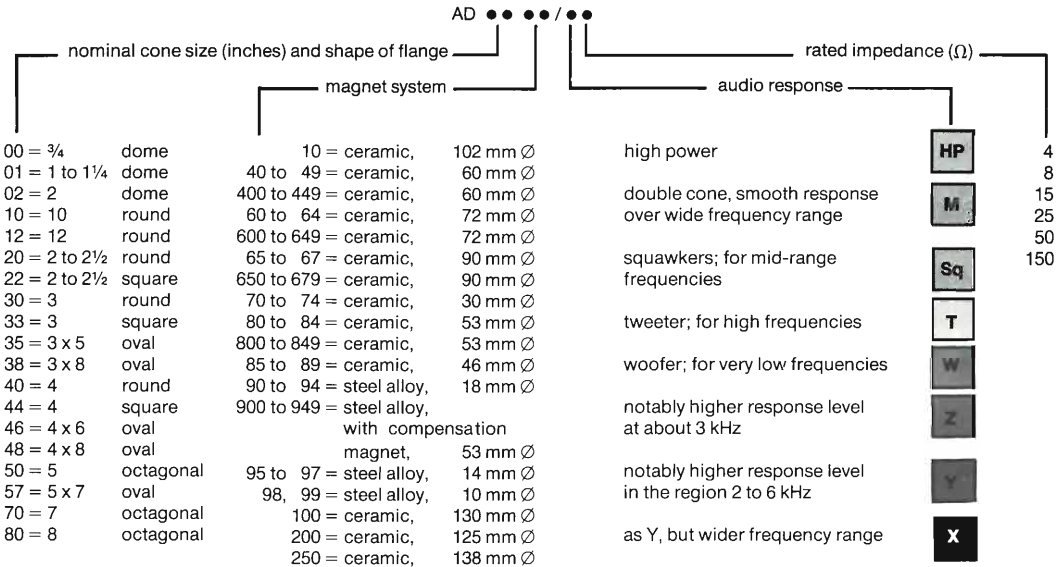 AD ●● ●● / ●●
nominal cone size (inches) and shape of flange
rated impedance (Ω)
magnet system
audio response
00 = ¾ dome
01 = 1 to 1¼ dome
02 = 2 dome
10 = 10 round
12 = 12 round
20 = 2 to 2½ round
22 = 2 to 2½ square
30 = 3 round
33 = 3 square
35 = 3 x 5 oval
38 = 3 x 8 oval
40 = 4 round
44 = 4 square
46 = 4 x 6 oval
48 = 4 x 8 oval
50 = 5 octagonal
57 = 5 x 7 oval
70 = 7 octagonal
80 = 8 octagonal
10 = ceramic, 102 mm ∅
40 to 49 = ceramic, 60 mm ∅
400 to 449 = ceramic, 60 mm ∅
60 to 64 = ceramic, 72 mm ∅
600 to 649 = ceramic, 72 mm ∅
65 to 67 = ceramic, 90 mm ∅
650 to 679 = ceramic, 90 mm ∅
70 to 74 = ceramic, 30 mm ∅
80 to 84 = ceramic, 53 mm ∅
800 to 849 = ceramic, 53 mm ∅
85 to 89 = ceramic, 46 mm ∅
90 to 94 = steel alloy, 18 mm ∅
900 to 949 = steel alloy,
with compensation
magnet, 53 mm ∅
95 to 97 = steel alloy, 14 mm ∅
98, 99 = steel alloy, 10 mm ∅
100 = ceramic, 130 mm ∅
200 = ceramic, 125 mm ∅
250 = ceramic, 138 mm ∅
high power HP
double cone, smooth response
over wide frequency range M
squawkers; for mid-range
frequencies Sq
tweeter; for high frequencies T
woofer; for very low frequencies W
notably higher response level
at about 3 kHz Z
notably higher response level
in the region 2 to 6 kHz Y
as Y, but wider frequency range X
4
8
15
25
50
150